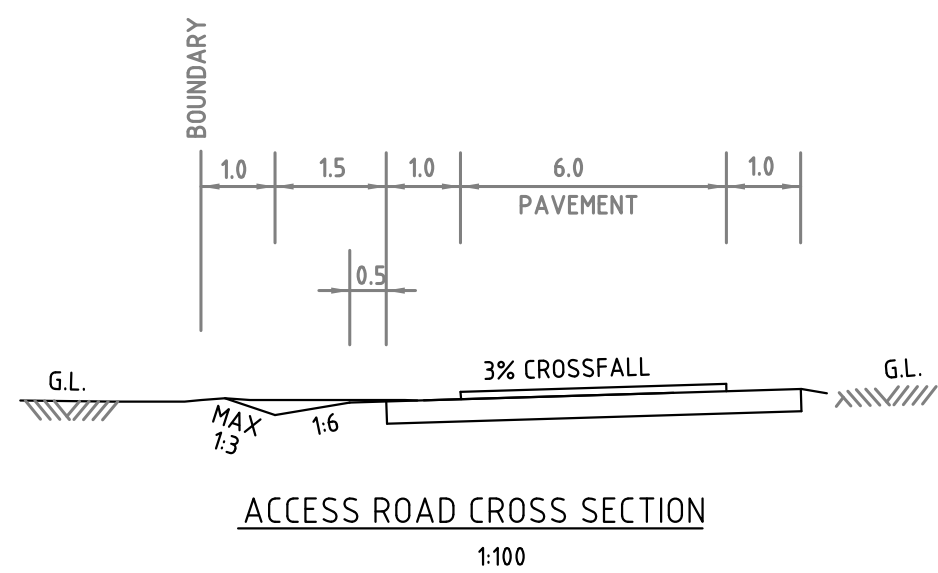 BOUNDARY
1.0 1.5 1.0 6.0 1.0
PAVEMENT
0.5
3% CROSSFALL
G.L. G.L.
MAX
1:3
1:6
ACCESS ROAD CROSS SECTION
1:100